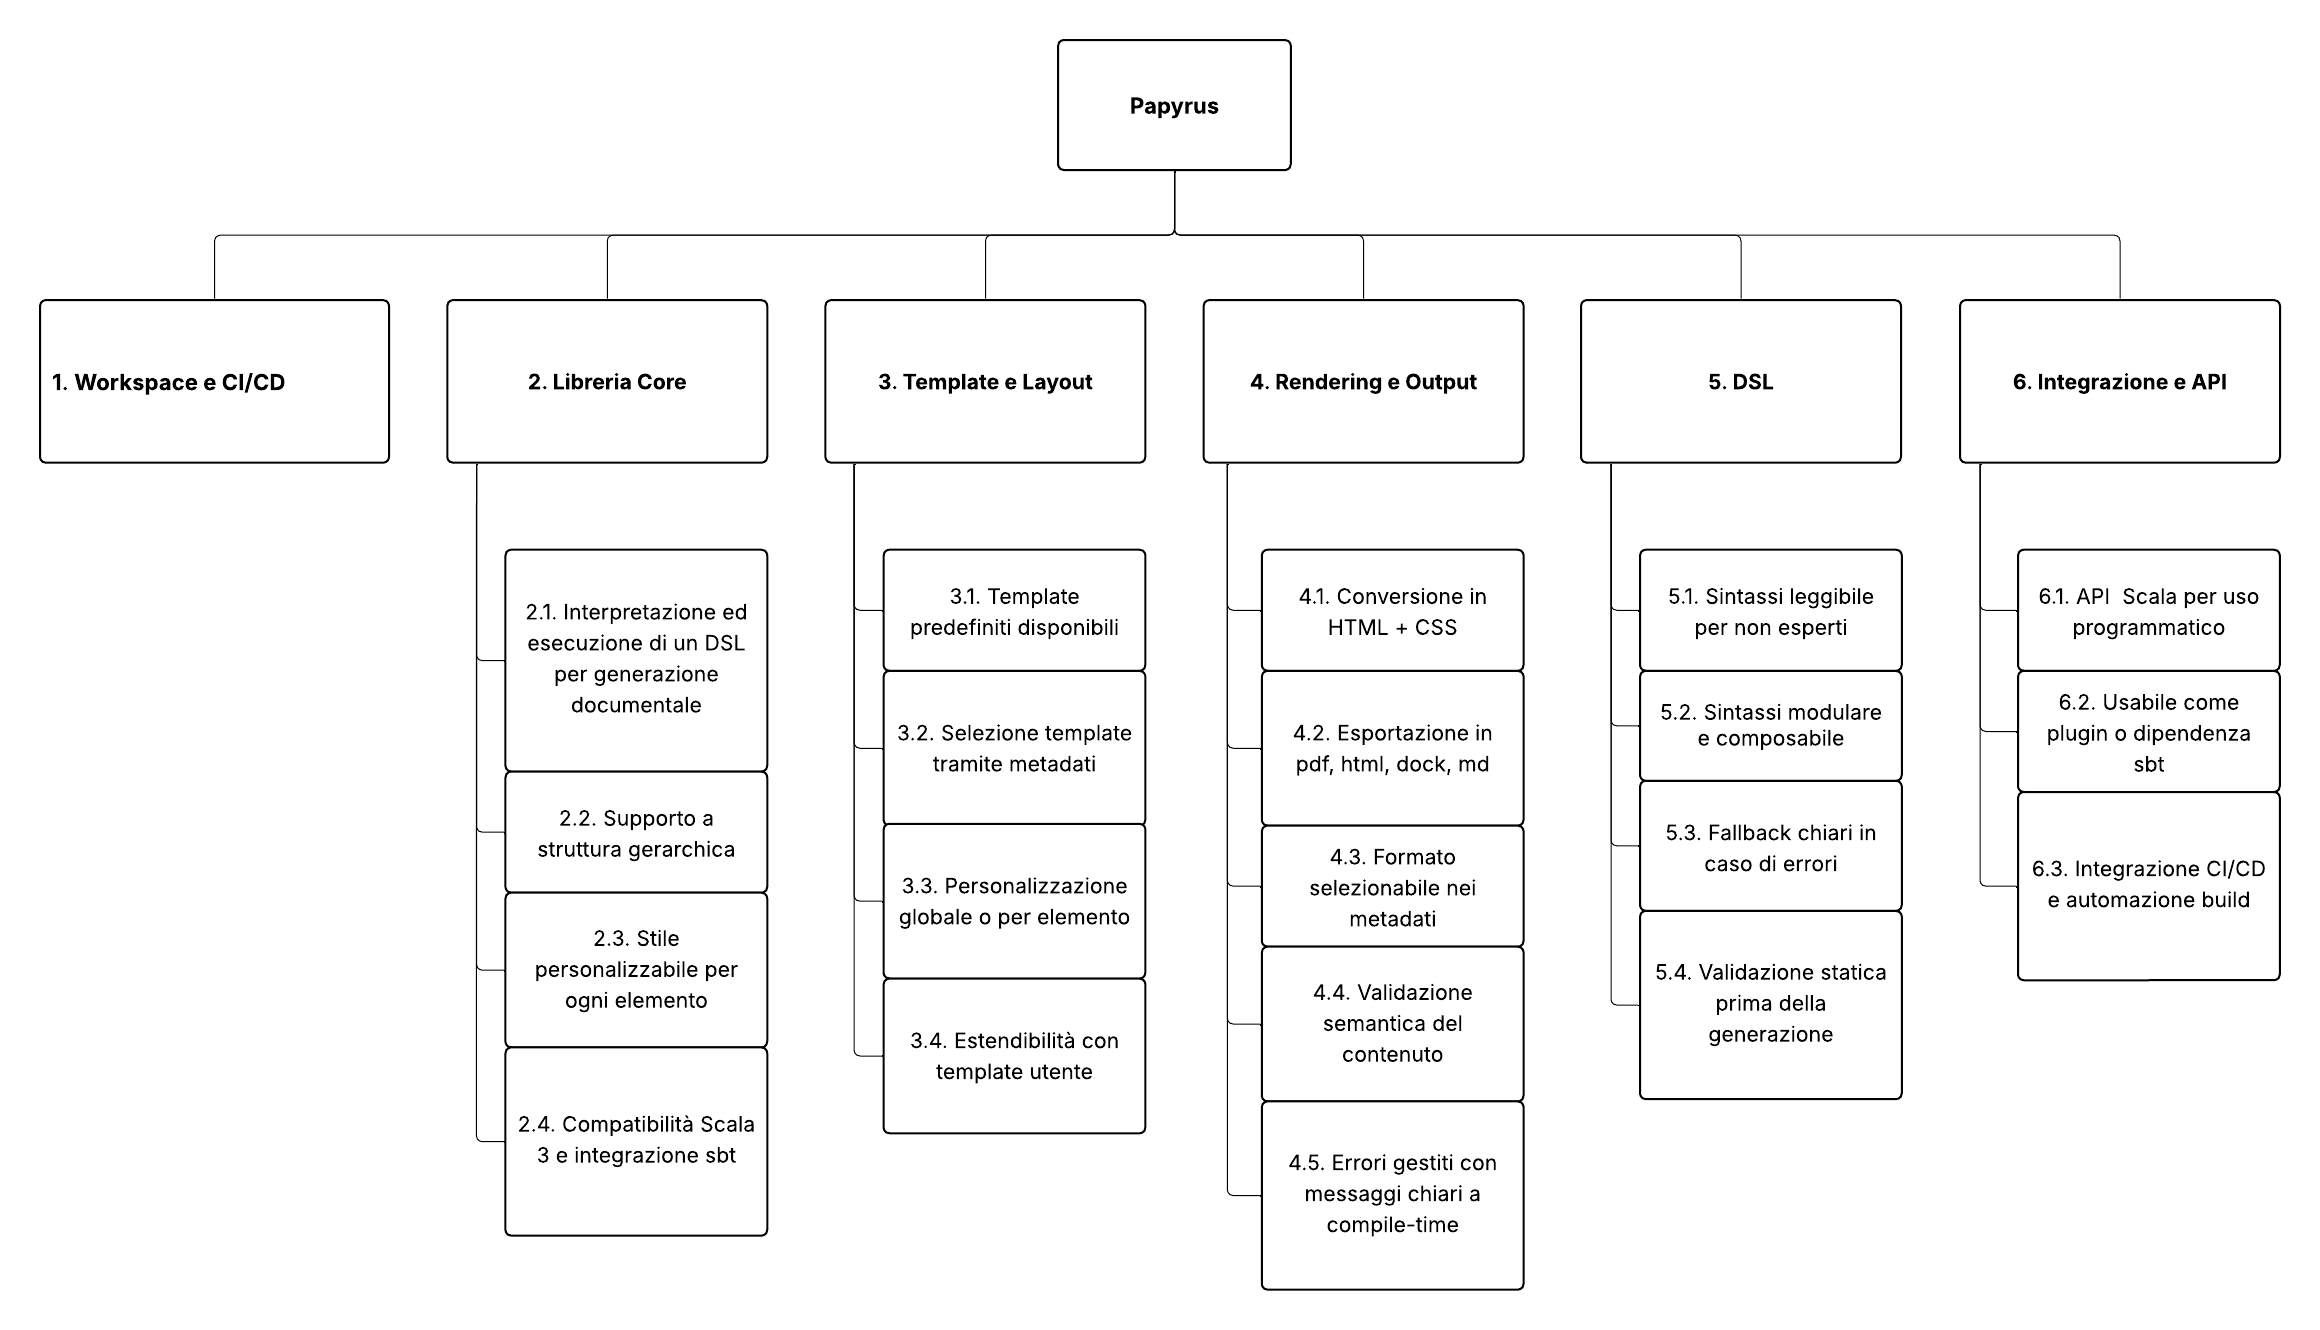 Papyrus
1. Workspace e CI/CD
2. Libreria Core
3. Template e Layout
4. Rendering e Output
5. DSL
6. Integrazione e API
2.1. Interpretazione ed
esecuzione di un DSL
per generazione
documentale
2.2. Supporto a
struttura gerarchica
2.3. Stile
personalizzabile per
ogni elemento
2.4. Compatibilità Scala
3 e integrazione sbt
3.1. Template
predefiniti disponibili
3.2. Selezione template
tramite metadati
3.3. Personalizzazione
globale o per elemento
3.4. Estendibilità con
template utente
4.1. Conversione in
HTML + CSS
4.2. Esportazione in
pdf, html, dock, md
4.3. Formato
selezionabile nei
metadati
4.4. Validazione
semantica del
contenuto
4.5. Errori gestiti con
messaggi chiari a
compile-time
5.1. Sintassi leggibile
per non esperti
5.2. Sintassi modulare
e composabile
5.3. Fallback chiari in
caso di errori
5.4. Validazione statica
prima della
generazione
6.1. API  Scala per uso
programmatico
6.2. Usabile come
plugin o dipendenza
sbt
6.3. Integrazione CI/CD
e automazione build